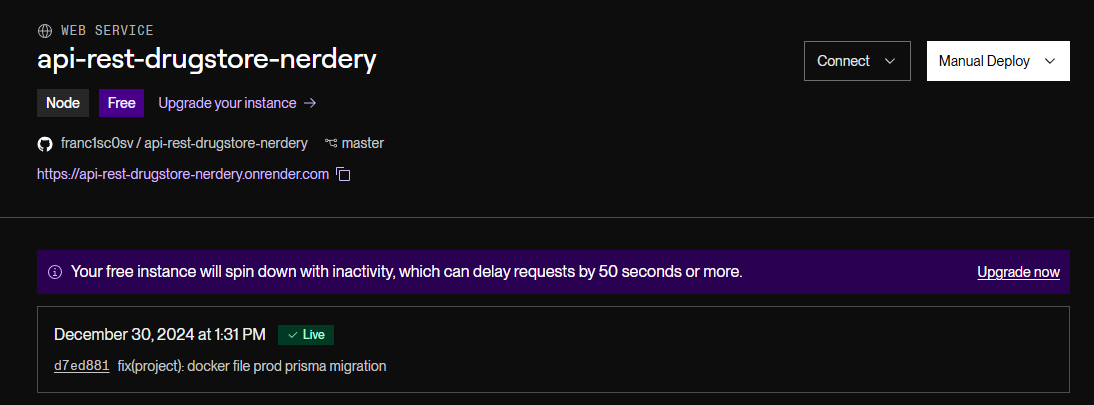 WEB SERVICE
api-rest-drugstore-nerdery
Connect
Manual Deploy
Node
Free
Upgrade your instance →
franc1sc0sv / api-rest-drugstore-nerdery
master
https://api-rest-drugstore-nerdery.onrender.com
Your free instance will spin down with inactivity, which can delay requests by 50 seconds or more.
Upgrade now
December 30, 2024 at 1:31 PM
✓ Live
d7ed881 fix(project): docker file prod prisma migration